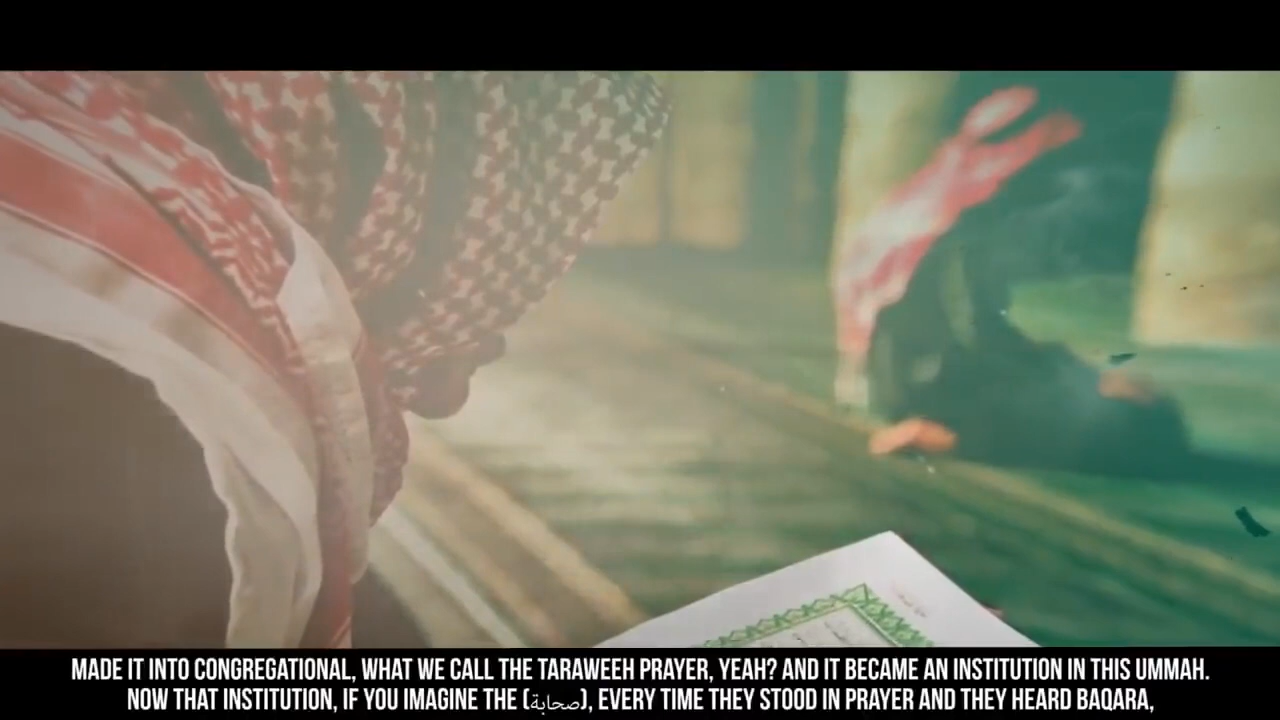 MADE IT INTO CONGREGATIONAL, WHAT WE CALL THE TARAWEEH PRAYER, YEAH? AND IT BECAME AN INSTITUTION IN THIS UMMAH.
NOW THAT INSTITUTION, IF YOU IMAGINE THE (صحابة), EVERY TIME THEY STOOD IN PRAYER AND THEY HEARD BAQARA,